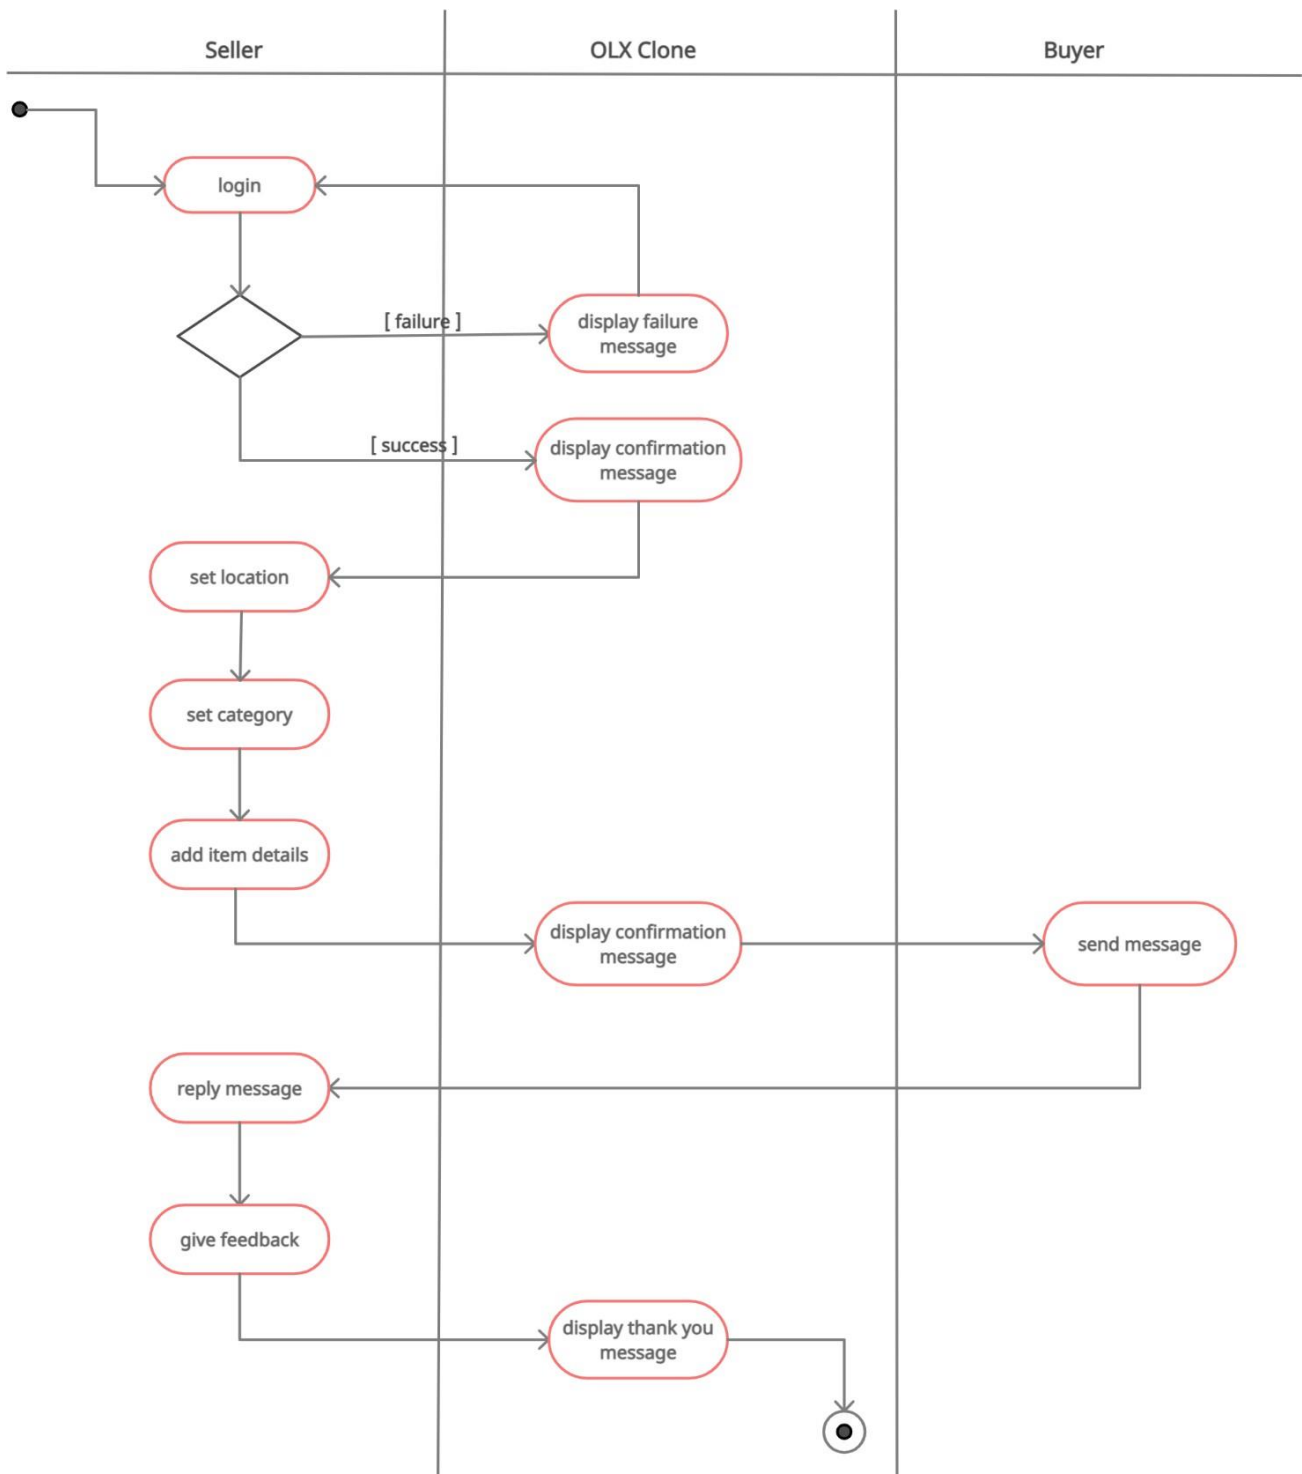 Seller
OLX Clone
Buyer
login
[ failure ]
display failure
message
[ success ]
display confirmation
message
set location
set category
add item details
display confirmation
message
send message
reply message
give feedback
display thank you
message